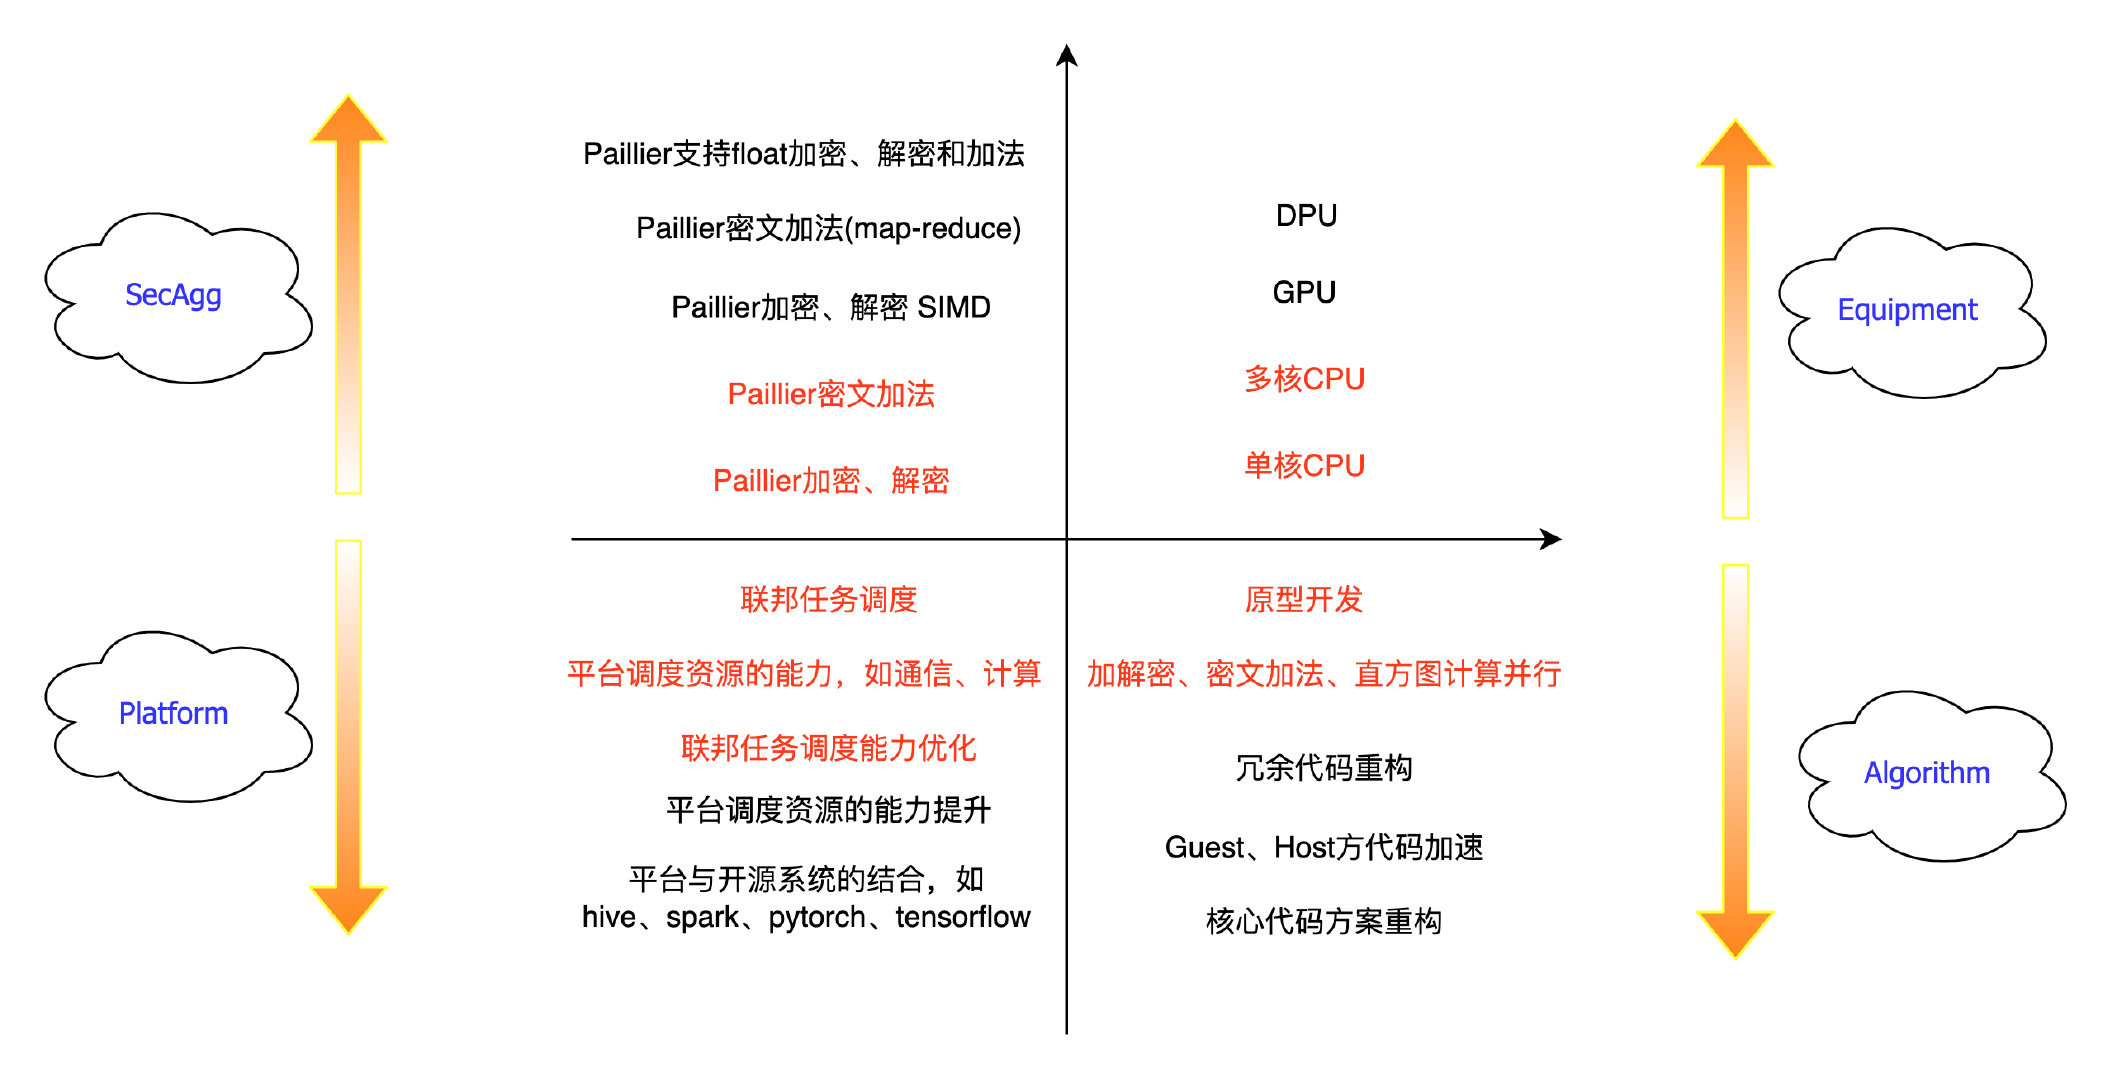 Paillier支持float加密、解密和加法
Paillier密文加法(map-reduce)
Paillier加密、解密 SIMD
Paillier密文加法
Paillier加密、解密
SecAgg
DPU
GPU
多核CPU
单核CPU
Equipment
联邦任务调度
平台调度资源的能力，如通信、计算
联邦任务调度能力优化
平台调度资源的能力提升
平台与开源系统的结合，如
hive、spark、pytorch、tensorflow
Platform
原型开发
加解密、密文加法、直方图计算并行
冗余代码重构
Guest、Host方代码加速
核心代码方案重构
Algorithm